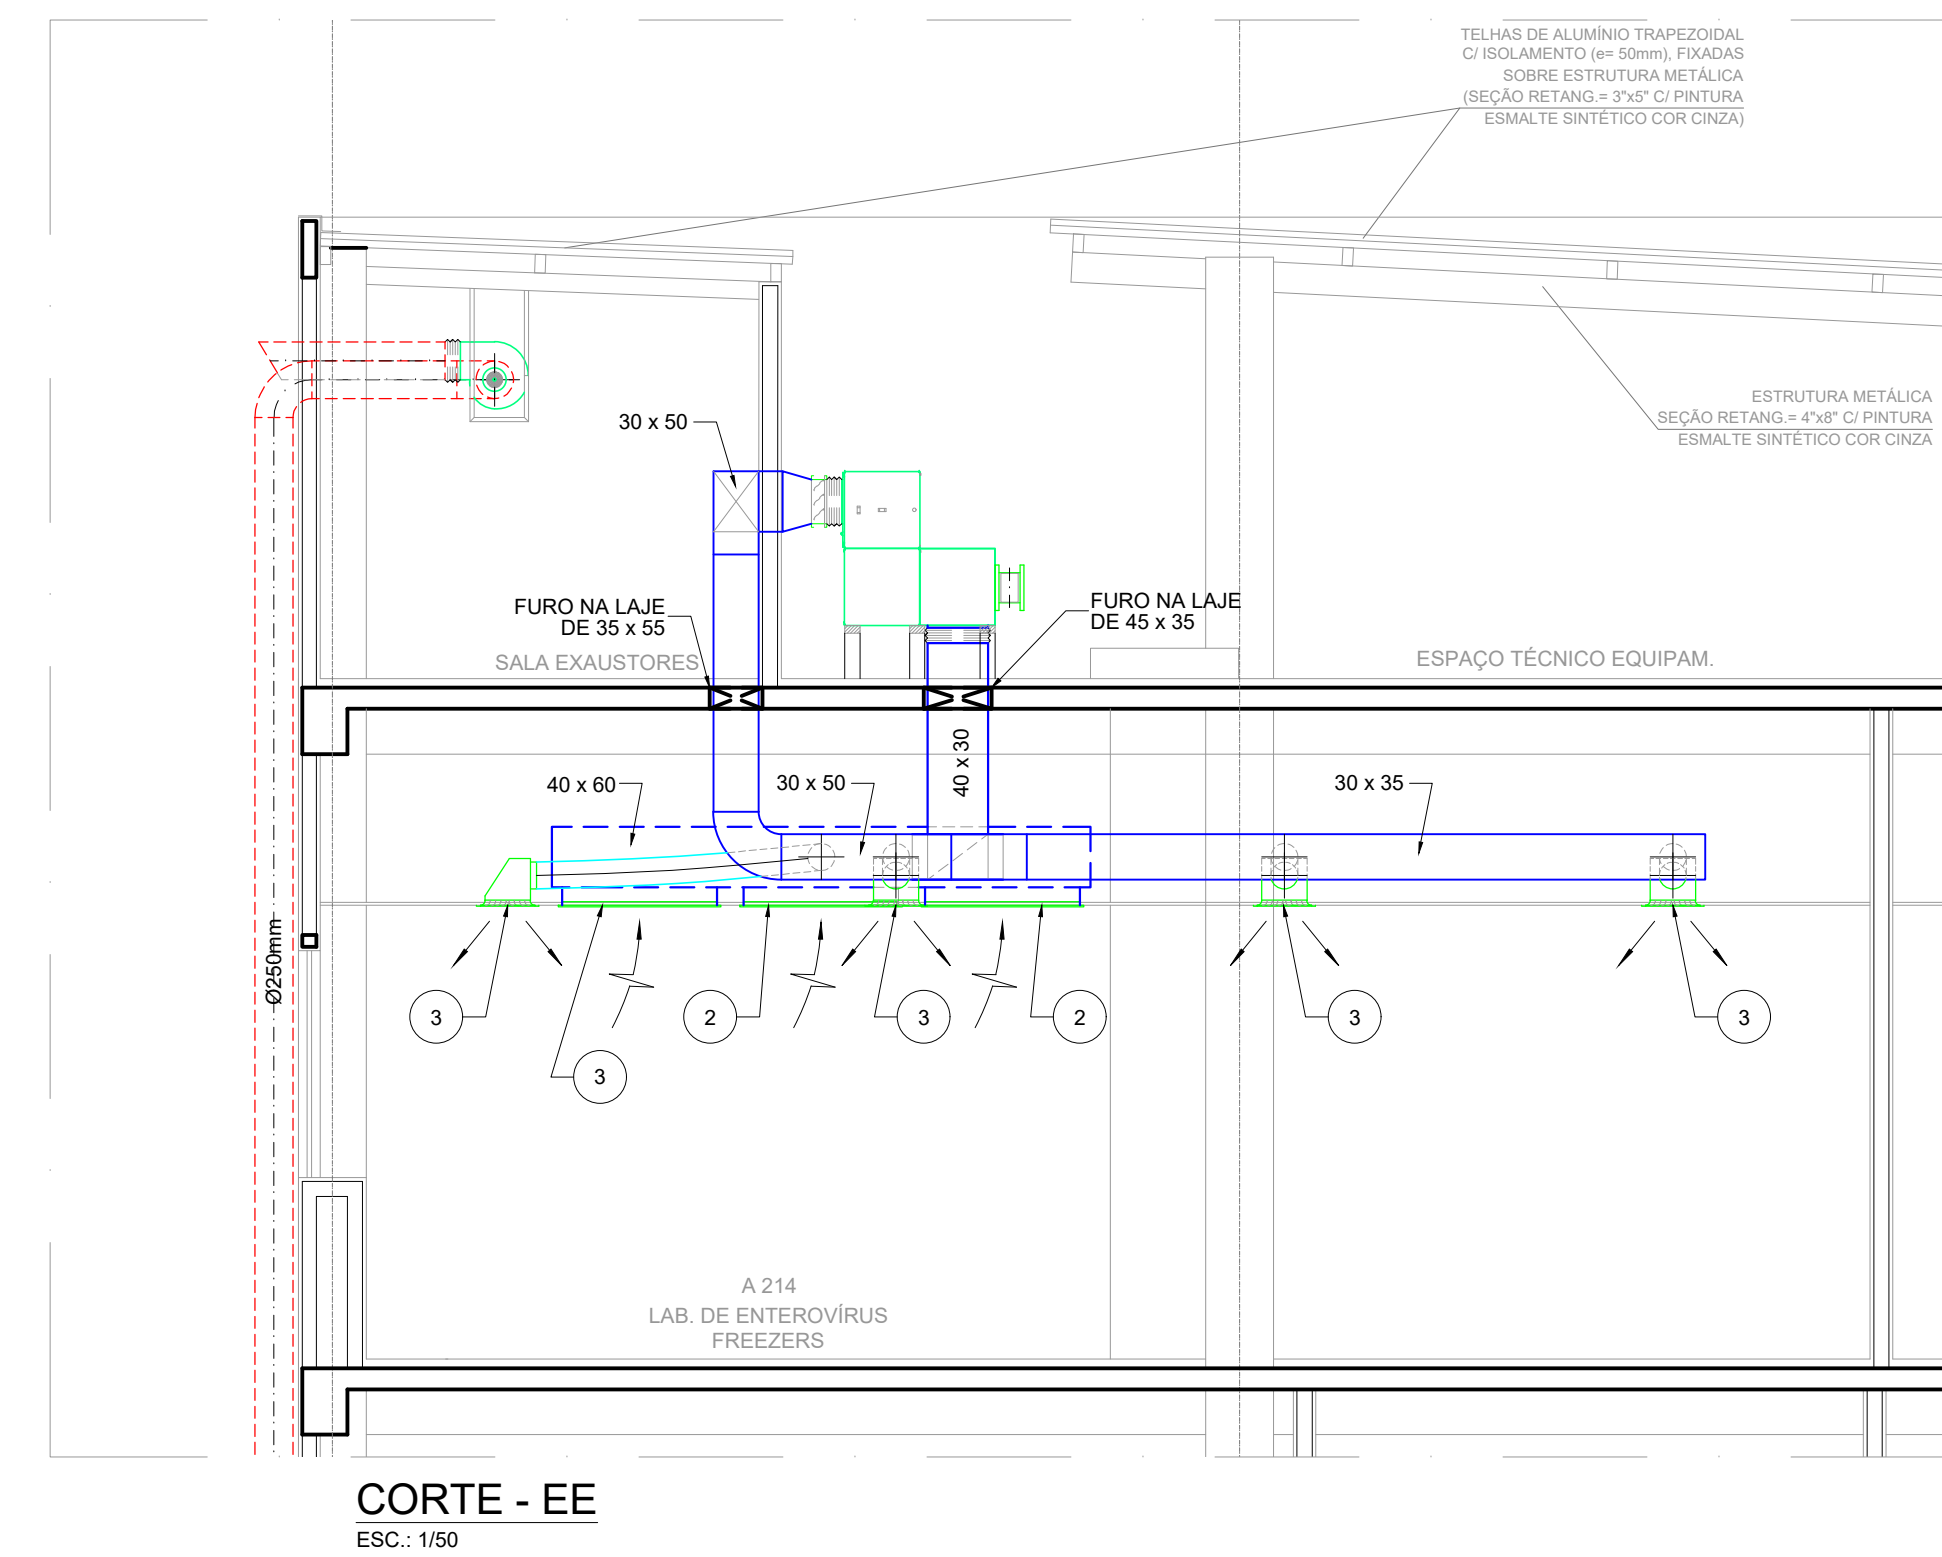 TELHAS DE ALUMÍNIO TRAPEZOIDAL
C/ ISOLAMENTO (e= 50mm), FIXADAS
SOBRE ESTRUTURA METÁLICA
(SEÇÃO RETANG.= 3"x5" C/ PINTURA
ESMALTE SINTÉTICO COR CINZA)
ESTRUTURA METÁLICA
SEÇÃO RETANG.= 4"x8" C/ PINTURA
ESMALTE SINTÉTICO COR CINZA
30 x 50
FURO NA LAJE
DE 35 x 55
FURO NA LAJE
DE 45 x 35
SALA EXAUSTORES
ESPAÇO TÉCNICO EQUIPAM.
40 x 30
40 x 60
30 x 50
30 x 35
Ø250mm
3
2
3
2
3
3
3
A 214
LAB. DE ENTEROVÍRUS
FREEZERS
CORTE - EE
ESC.: 1/50